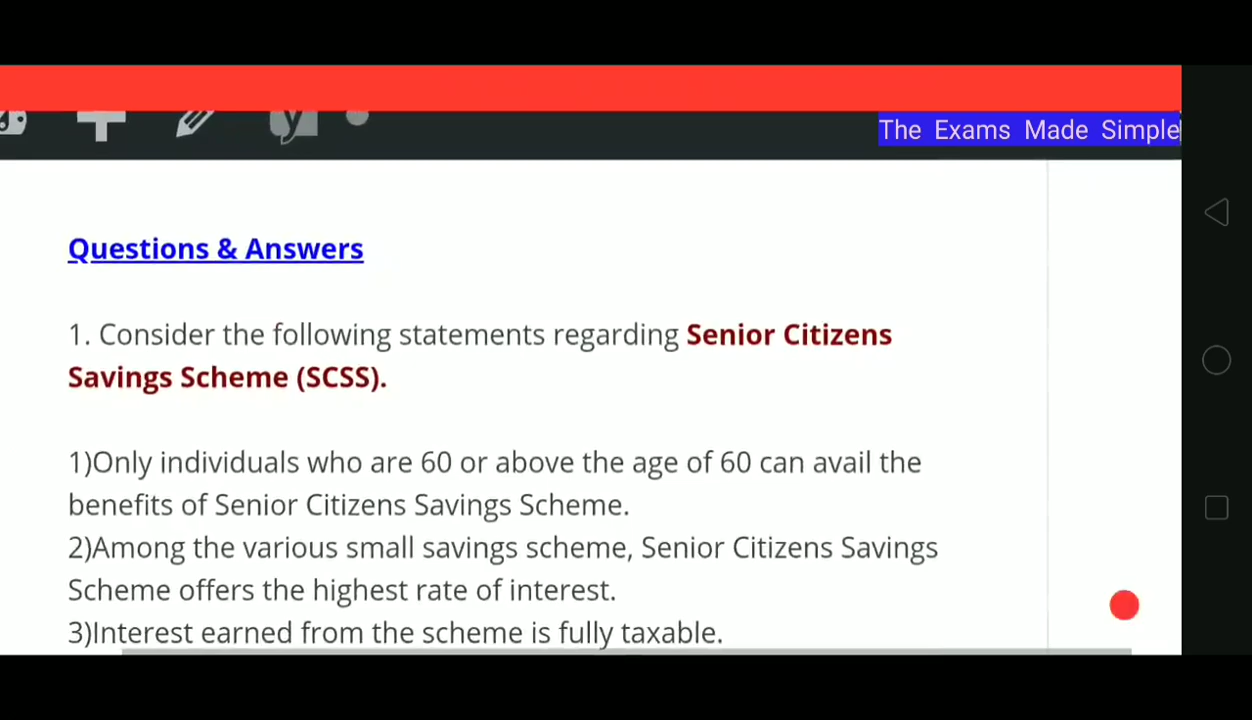 The Exams Made Simple
Questions & Answers
1. Consider the following statements regarding Senior Citizens
Savings Scheme (SCSS).
1)Only individuals who are 60 or above the age of 60 can avail the
benefits of Senior Citizens Savings Scheme.
2)Among the various small savings scheme, Senior Citizens Savings
Scheme offers the highest rate of interest.
3)Interest earned from the scheme is fully taxable.